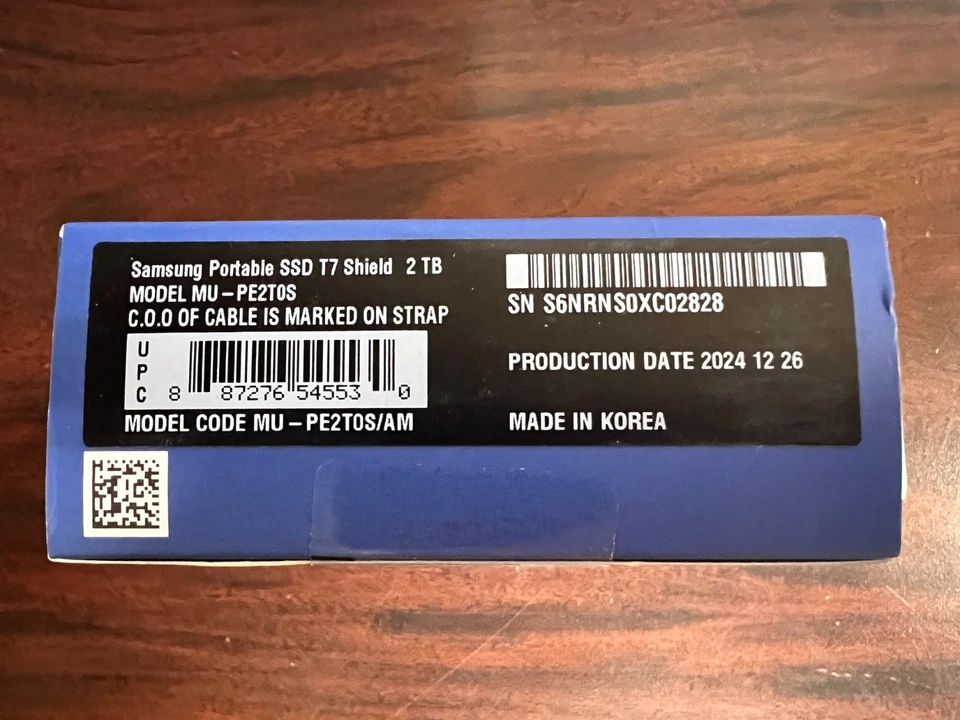 Samsung Portable SSD T7 Shield 2 TB
MODEL MU – PE2T0S
C.O.O OF CABLE IS MARKED ON STRAP
UPC
8 87276 54553 0
MODEL CODE MU – PE2T0S/AM
SN S6NRNS0XC02828
PRODUCTION DATE 2024 12 26
MADE IN KOREA